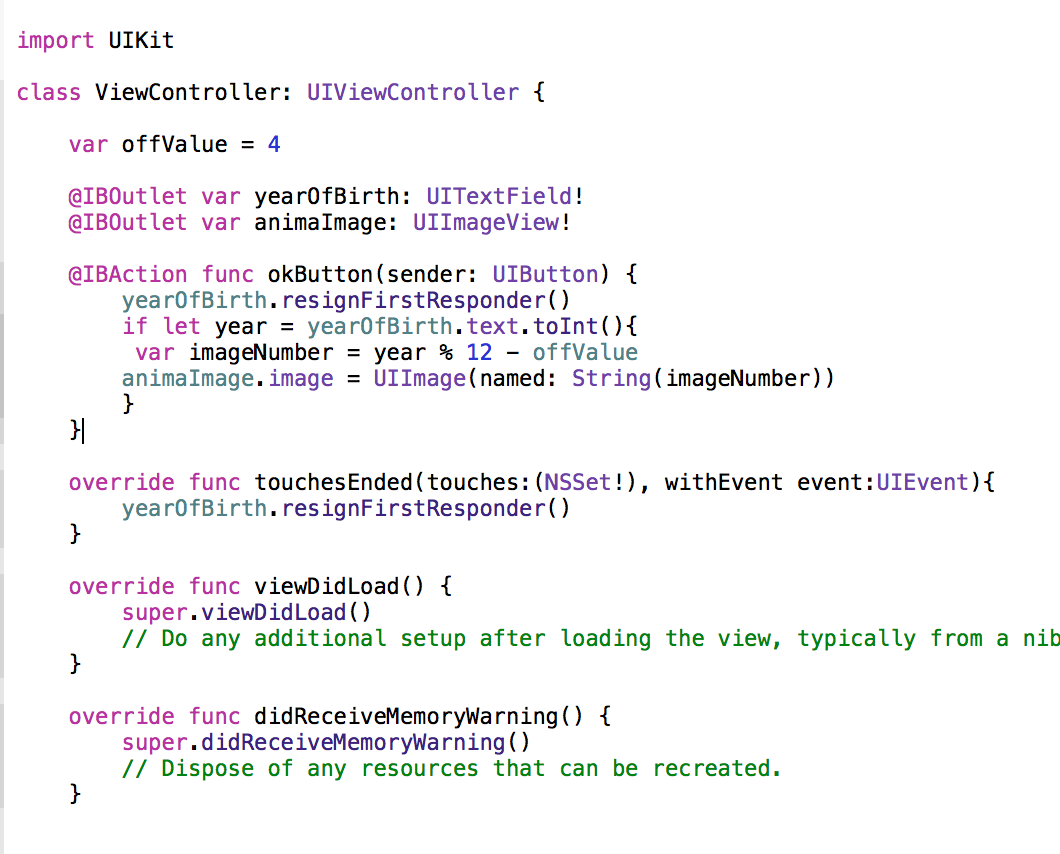 import UIKit
class ViewController: UIViewController {
var offValue = 4
@IBOutlet var yearOfBirth: UITextField!
@IBOutlet var animaImage: UIImageView!
@IBAction func okButton(sender: UIButton) {
yearOfBirth.resignFirstResponder()
if let year = yearOfBirth.text.toInt(){
var imageNumber = year % 12 - offValue
animaImage.image = UIImage(named: String(imageNumber))
}
}
override func touchesEnded(touches:(NSSet!), withEvent event:UIEvent){
yearOfBirth.resignFirstResponder()
}
override func viewDidLoad() {
super.viewDidLoad()
// Do any additional setup after loading the view, typically from a nib
}
override func didReceiveMemoryWarning() {
super.didReceiveMemoryWarning()
// Dispose of any resources that can be recreated.
}